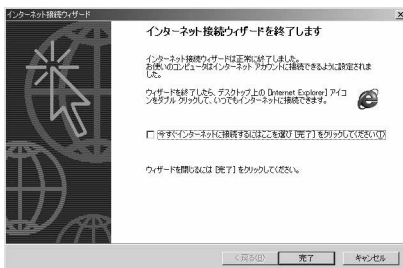 インターネット接続ウィザード
インターネット接続ウィザードを終了します
インターネット接続ウィザードは正常に終了しました。
お使いのコンピュータはインターネット アカウントに接続できるように設定されま
した。
ウィザードを終了したら、デスクトップ上の [Internet Explorer] アイコ
ンをダブル クリックして、いつでもインターネットに接続できます。
今すぐインターネットに接続するにはここを選び [完了] をクリックしてください(I)
ウィザードを閉じるには [完了] をクリックしてください。
< 戻る(B)
完了
キャンセル